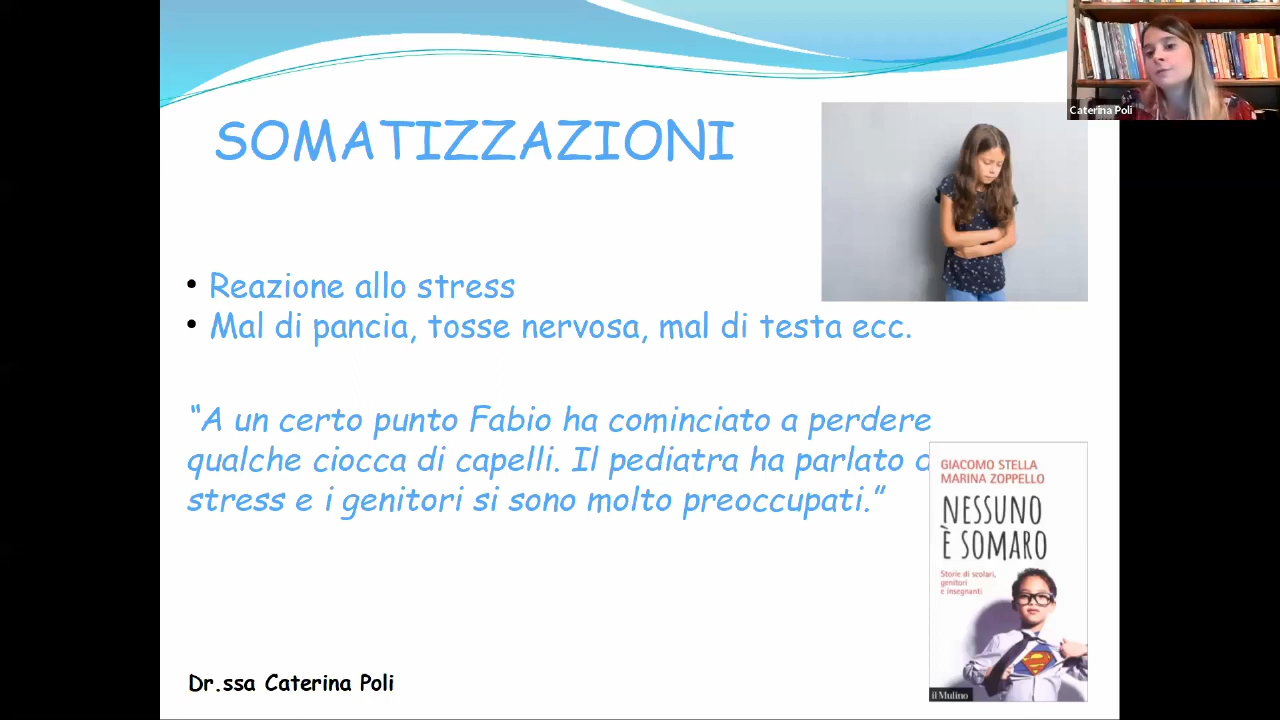 Caterina Poli
SOMATIZZAZIONI
• Reazione allo stress
• Mal di pancia, tosse nervosa, mal di testa ecc.
“A un certo punto Fabio ha cominciato a perdere
qualche ciocca di capelli. Il pediatra ha parlato
stress e i genitori si sono molto preoccupati.”
GIACOMO STELLA
MARINA ZOPPELLO
NESSUNO
È SOMARO
Storie di scolari,
genitori
e insegnanti
il Mulino
Dr.ssa Caterina Poli